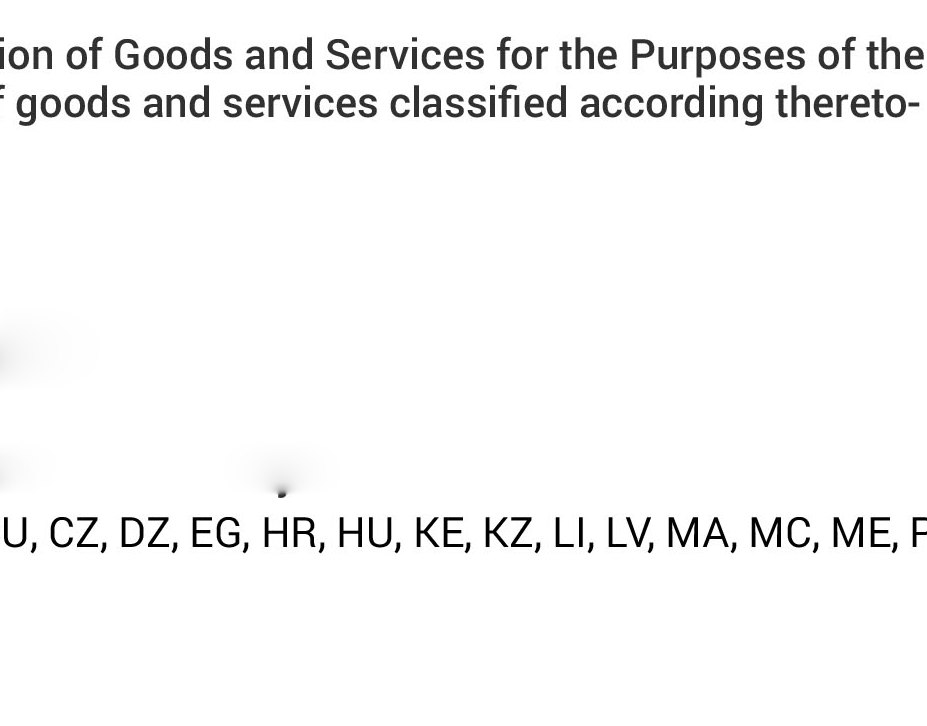 ion of Goods and Services for the Purposes of the
f goods and services classified according thereto-
U, CZ, DZ, EG, HR, HU, KE, KZ, LI, LV, MA, MC, ME, P